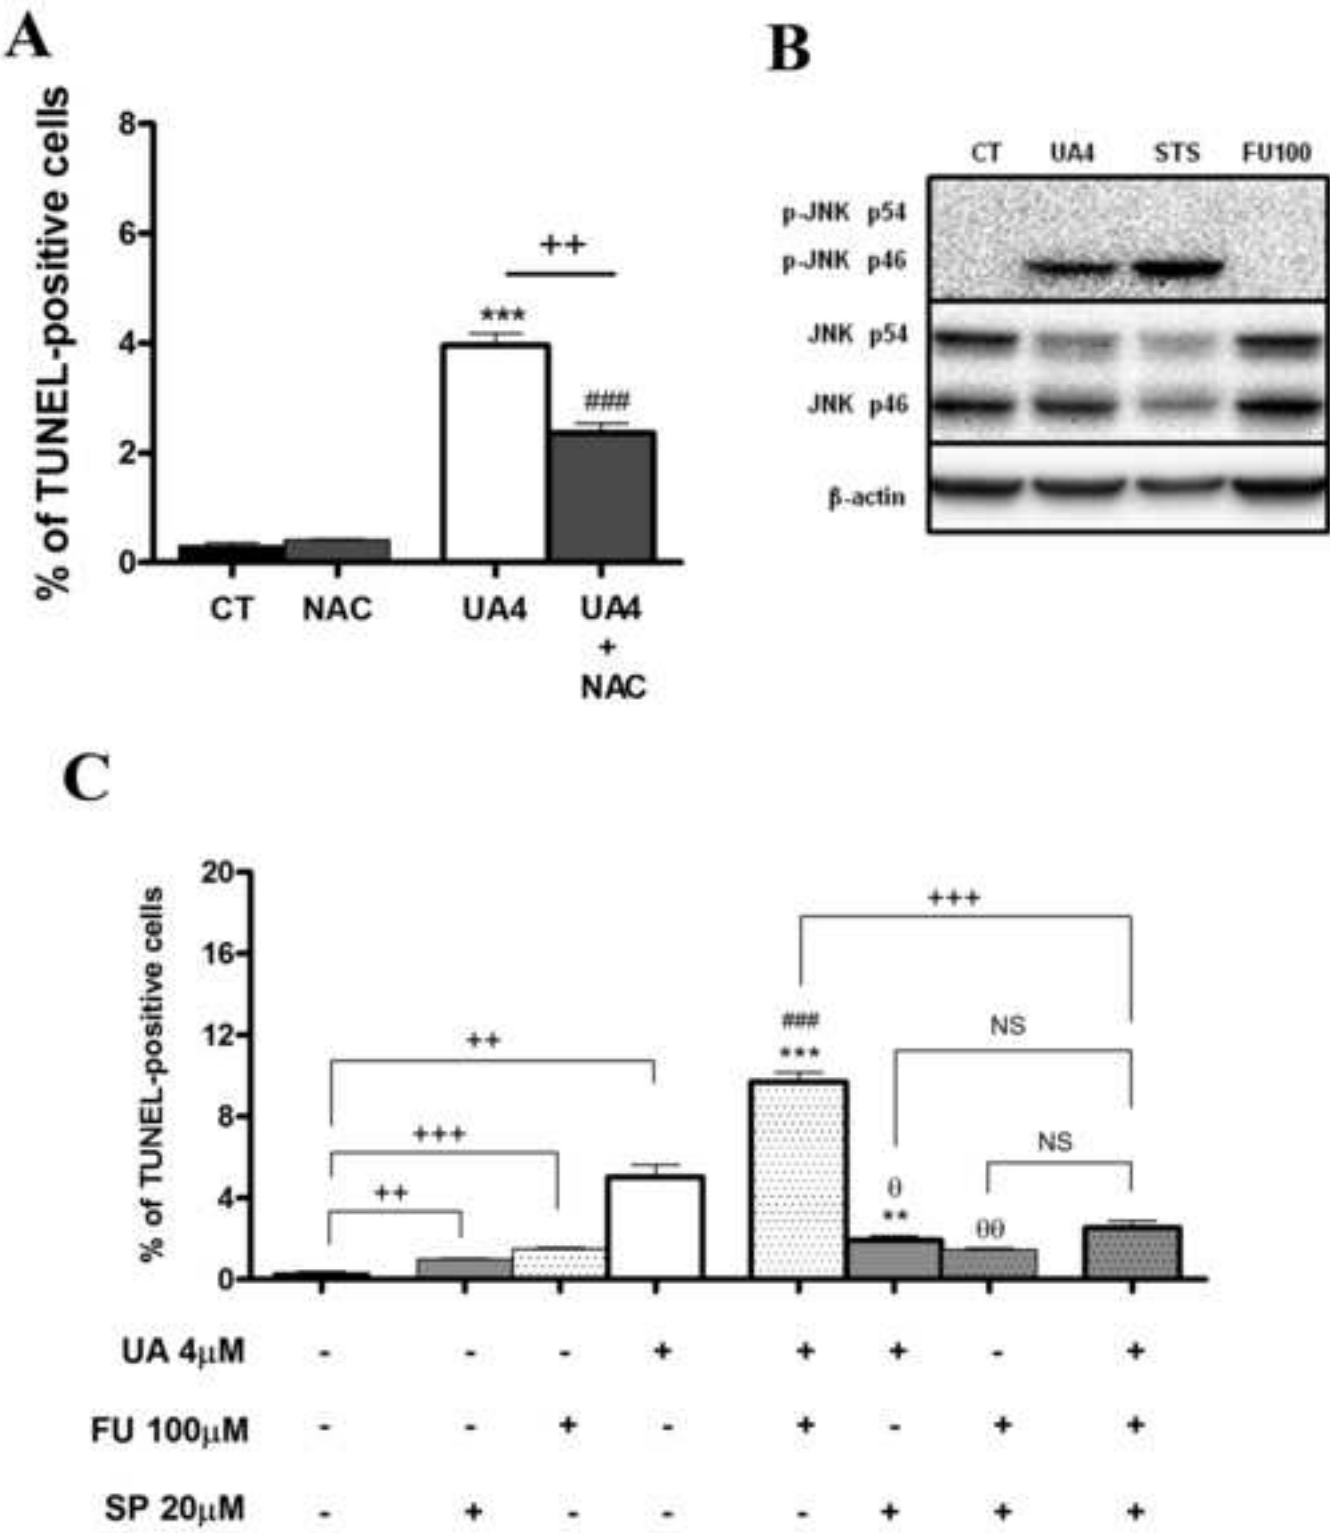 A
% of TUNEL-positive cells
8
6
4
2
0
++
***
###
CT NAC UA4 UA4
+
NAC
B
CT UA4 STS FU100
p-JNK p54
p-JNK p46
JNK p54
JNK p46
β-actin
C
% of TUNEL-positive cells
20
16
12
8
4
0
+++
###
***
NS
++
+++
NS
++
θ
**
θθ
UA 4μM - - - + + + - +
FU 100μM - - + - + - + +
SP 20μM - + - - - + + +